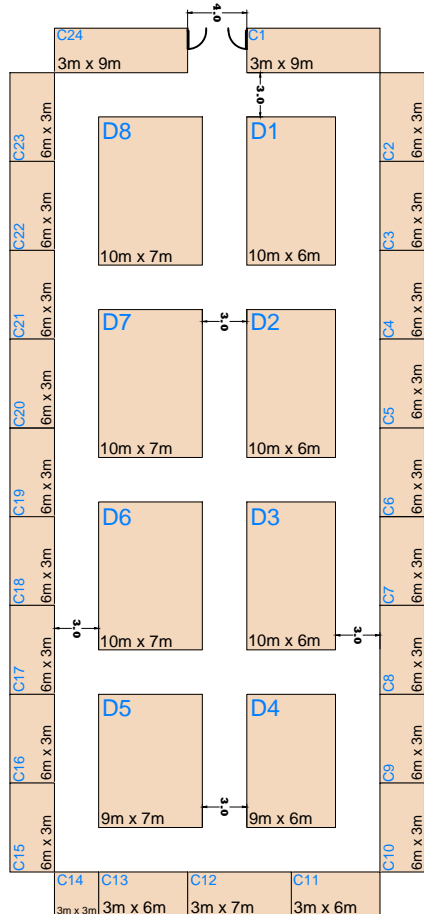 4.0
C24
3m x 9m
C1
3m x 9m
3.0
C23
6m x 3m
C2
6m x 3m
D8
10m x 7m
D1
10m x 6m
C22
6m x 3m
C3
6m x 3m
C21
6m x 3m
C4
6m x 3m
D7
10m x 7m
3.0
D2
10m x 6m
C20
6m x 3m
C5
6m x 3m
C19
6m x 3m
C6
6m x 3m
D6
10m x 7m
D3
10m x 6m
C18
6m x 3m
C7
6m x 3m
C17
6m x 3m
3.0
3.0
C8
6m x 3m
D5
9m x 7m
3.0
D4
9m x 6m
C16
6m x 3m
C9
6m x 3m
C15
6m x 3m
C10
6m x 3m
C14
3m x 3m
C13
3m x 6m
C12
3m x 7m
C11
3m x 6m